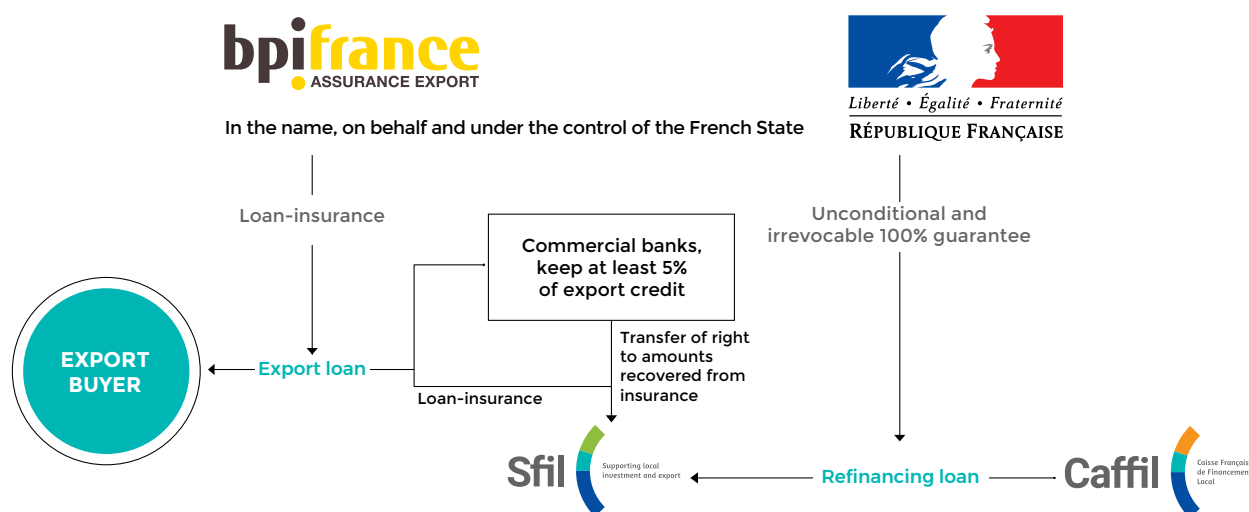 bpifrance
ASSURANCE EXPORT
Liberté • Égalité • Fraternité
RÉPUBLIQUE FRANÇAISE
In the name, on behalf and under the control of the French State
Loan-insurance
Unconditional and
irrevocable 100% guarantee
Commercial banks,
keep at least 5%
of export credit
EXPORT
BUYER
Export loan
Transfer of right
to amounts
recovered from
insurance
Loan-insurance
Sfil
Supporting local
investment and export
Refinancing loan
Caffil
Caisse Français
de Financemen
Local